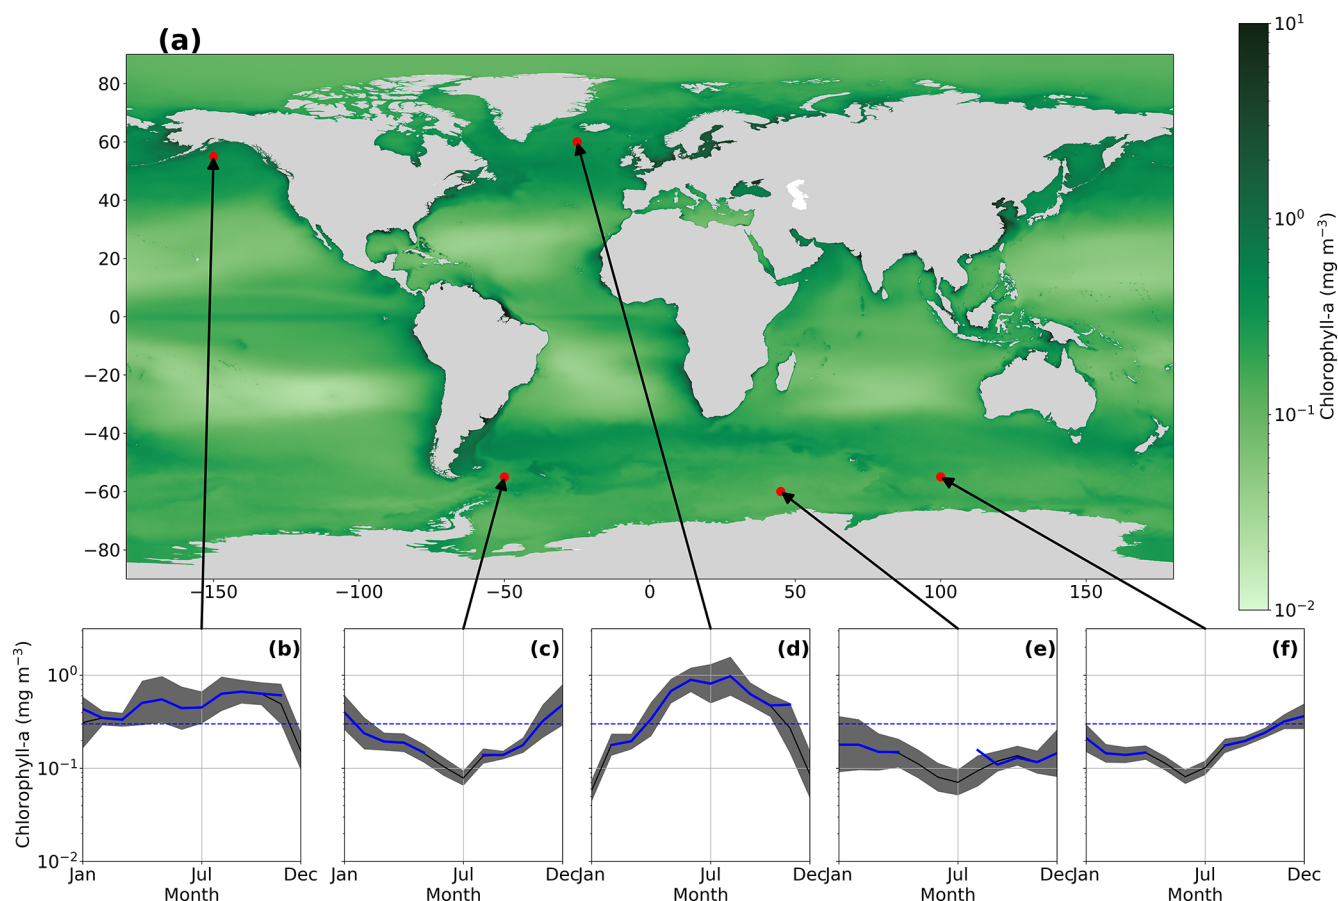 (a)
80
60
40
20
0
−20
−40
−60
−80
−150
−100
−50
0
50
100
150
10^1
10^0
10^−1
10^−2
Chlorophyll-a (mg m^−3)
Chlorophyll-a (mg m^−3)
10^0
10^−1
10^−2
(b)
Jan
Jul
Dec
Month
(c)
Jan
Jul
Dec
Month
(d)
Jan
Jul
Dec
Month
(e)
Jan
Jul
Dec
Month
(f)
Jan
Jul
Dec
Month